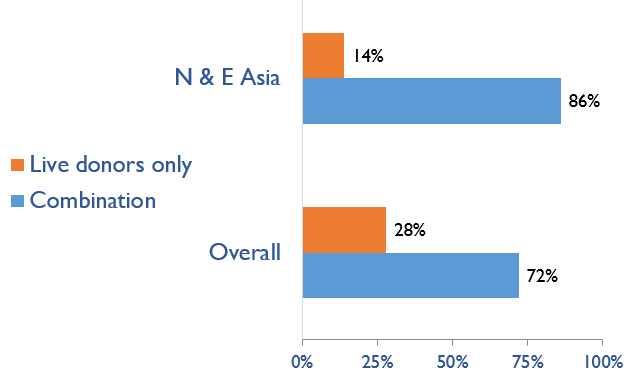 N & E Asia
14%
86%
Live donors only
Combination
Overall
28%
72%
0% 25% 50% 75% 100%